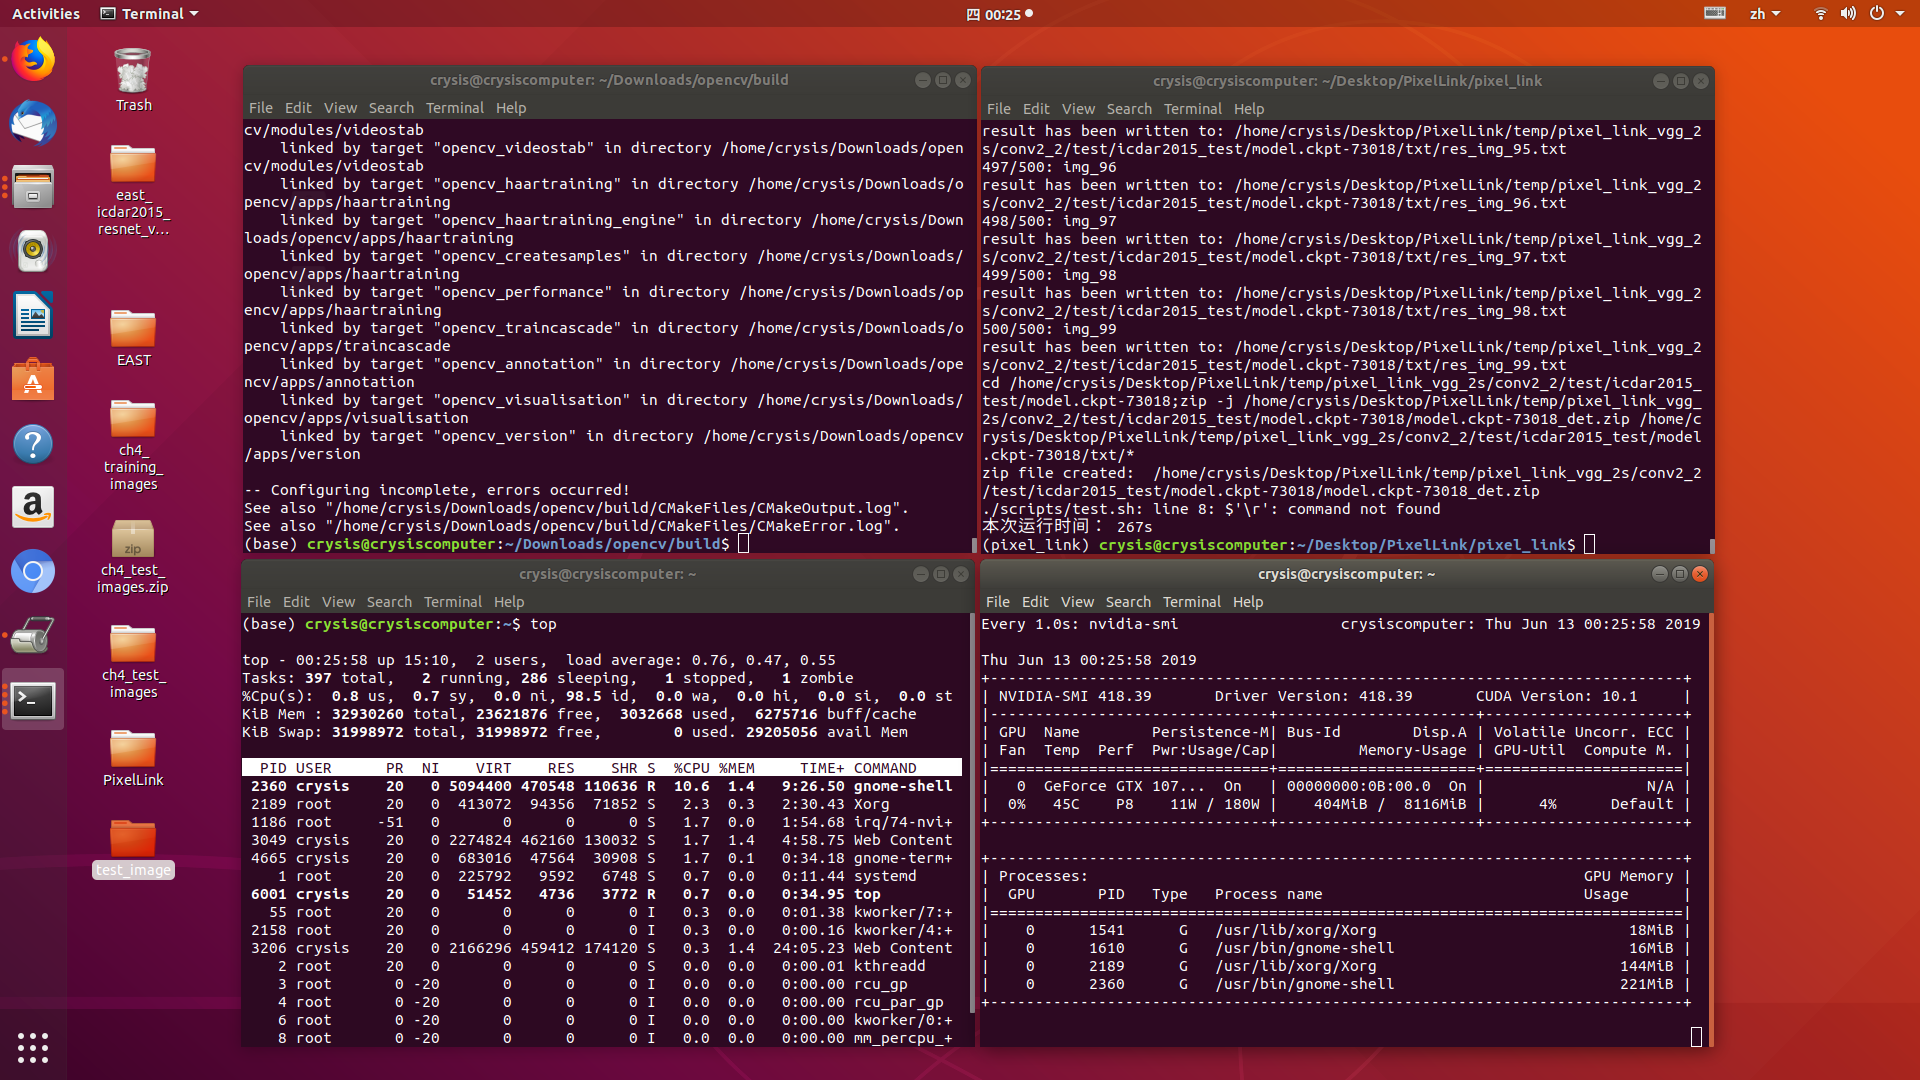 Activities
Terminal
四 00:25
zh
Trash
east_
icdar2015_
resnet_v...
EAST
ch4_
training_
images
zip
ch4_test_
images.zip
ch4_test_
images
PixelLink
test_image
crysis@crysiscomputer: ~/Downloads/opencv/build
File Edit View Search Terminal Help
cv/modules/videostab
    linked by target "opencv_videostab" in directory /home/crysis/Downloads/open
cv/modules/videostab
    linked by target "opencv_haartraining" in directory /home/crysis/Downloads/o
pencv/apps/haartraining
    linked by target "opencv_haartraining_engine" in directory /home/crysis/Down
loads/opencv/apps/haartraining
    linked by target "opencv_createsamples" in directory /home/crysis/Downloads/
opencv/apps/haartraining
    linked by target "opencv_performance" in directory /home/crysis/Downloads/op
encv/apps/haartraining
    linked by target "opencv_traincascade" in directory /home/crysis/Downloads/o
pencv/apps/traincascade
    linked by target "opencv_annotation" in directory /home/crysis/Downloads/ope
ncv/apps/annotation
    linked by target "opencv_visualisation" in directory /home/crysis/Downloads/
opencv/apps/visualisation
    linked by target "opencv_version" in directory /home/crysis/Downloads/opencv
/apps/version
-- Configuring incomplete, errors occurred!
See also "/home/crysis/Downloads/opencv/build/CMakeFiles/CMakeOutput.log".
See also "/home/crysis/Downloads/opencv/build/CMakeFiles/CMakeError.log".
(base) crysis@crysiscomputer:~/Downloads/opencv/build$
crysis@crysiscomputer: ~/Desktop/PixelLink/pixel_link
File Edit View Search Terminal Help
result has been written to: /home/crysis/Desktop/PixelLink/temp/pixel_link_vgg_2
s/conv2_2/test/icdar2015_test/model.ckpt-73018/txt/res_img_95.txt
497/500: img_96
result has been written to: /home/crysis/Desktop/PixelLink/temp/pixel_link_vgg_2
s/conv2_2/test/icdar2015_test/model.ckpt-73018/txt/res_img_96.txt
498/500: img_97
result has been written to: /home/crysis/Desktop/PixelLink/temp/pixel_link_vgg_2
s/conv2_2/test/icdar2015_test/model.ckpt-73018/txt/res_img_97.txt
499/500: img_98
result has been written to: /home/crysis/Desktop/PixelLink/temp/pixel_link_vgg_2
s/conv2_2/test/icdar2015_test/model.ckpt-73018/txt/res_img_98.txt
500/500: img_99
result has been written to: /home/crysis/Desktop/PixelLink/temp/pixel_link_vgg_2
s/conv2_2/test/icdar2015_test/model.ckpt-73018/txt/res_img_99.txt
cd /home/crysis/Desktop/PixelLink/temp/pixel_link_vgg_2s/conv2_2/test/icdar2015_
test/model.ckpt-73018;zip -j /home/crysis/Desktop/PixelLink/temp/pixel_link_vgg_
2s/conv2_2/test/icdar2015_test/model.ckpt-73018/model.ckpt-73018_det.zip /home/c
rysis/Desktop/PixelLink/temp/pixel_link_vgg_2s/conv2_2/test/icdar2015_test/model
.ckpt-73018/txt/*
zip file created:  /home/crysis/Desktop/PixelLink/temp/pixel_link_vgg_2s/conv2_2
/test/icdar2015_test/model.ckpt-73018/model.ckpt-73018_det.zip
./scripts/test.sh: line 8: $'\r': command not found
本次运行时间： 267s
(pixel_link) crysis@crysiscomputer:~/Desktop/PixelLink/pixel_link$
crysis@crysiscomputer: ~
File Edit View Search Terminal Help
(base) crysis@crysiscomputer:~$ top
top - 00:25:58 up 15:10,  2 users,  load average: 0.76, 0.47, 0.55
Tasks: 397 total,   2 running, 286 sleeping,   1 stopped,   1 zombie
%Cpu(s):  0.8 us,  0.7 sy,  0.0 ni, 98.5 id,  0.0 wa,  0.0 hi,  0.0 si,  0.0 st
KiB Mem : 32930260 total, 23621876 free,  3032668 used,  6275716 buff/cache
KiB Swap: 31998972 total, 31998972 free,        0 used. 29205056 avail Mem
PID USER PR NI VIRT RES SHR S %CPU %MEM TIME+ COMMAND
2360 crysis 20 0 5094400 470548 110636 R 10.6 1.4 9:26.50 gnome-shell
2189 root 20 0 413072 94356 71852 S 2.3 0.3 2:30.43 Xorg
1186 root -51 0 0 0 0 S 1.7 0.0 1:54.68 irq/74-nvi+
3049 crysis 20 0 2274824 462160 130032 S 1.7 1.4 4:58.75 Web Content
4665 crysis 20 0 683016 47564 30908 S 1.7 0.1 0:34.18 gnome-term+
1 root 20 0 225792 9592 6748 S 0.7 0.0 0:11.44 systemd
6001 crysis 20 0 51452 4736 3772 R 0.7 0.0 0:34.95 top
55 root 20 0 0 0 0 I 0.3 0.0 0:01.38 kworker/7:+
2158 root 20 0 0 0 0 I 0.3 0.0 0:00.16 kworker/4:+
3206 crysis 20 0 2166296 459412 174120 S 0.3 1.4 24:05.23 Web Content
2 root 20 0 0 0 0 S 0.0 0.0 0:00.01 kthreadd
3 root 0 -20 0 0 0 I 0.0 0.0 0:00.00 rcu_gp
4 root 0 -20 0 0 0 I 0.0 0.0 0:00.00 rcu_par_gp
6 root 0 -20 0 0 0 I 0.0 0.0 0:00.00 kworker/0:+
8 root 0 -20 0 0 0 I 0.0 0.0 0:00.00 mm_percpu_+
crysis@crysiscomputer: ~
File Edit View Search Terminal Help
Every 1.0s: nvidia-smi crysiscomputer: Thu Jun 13 00:25:58 2019
Thu Jun 13 00:25:58 2019
+-----------------------------------------------------------------------------+
| NVIDIA-SMI 418.39       Driver Version: 418.39       CUDA Version: 10.1     |
|-------------------------------+----------------------+----------------------+
| GPU  Name        Persistence-M| Bus-Id        Disp.A | Volatile Uncorr. ECC |
| Fan  Temp  Perf  Pwr:Usage/Cap|         Memory-Usage | GPU-Util  Compute M. |
|===============================+======================+======================|
|   0  GeForce GTX 107...  On   | 00000000:0B:00.0  On |                  N/A |
|  0%   45C    P8    11W / 180W |    404MiB /  8116MiB |      4%      Default |
+-------------------------------+----------------------+----------------------+
+-----------------------------------------------------------------------------+
| Processes:                                                       GPU Memory |
|  GPU       PID   Type   Process name                             Usage      |
|=============================================================================|
|    0      1541      G   /usr/lib/xorg/Xorg                            18MiB |
|    0      1610      G   /usr/bin/gnome-shell                          16MiB |
|    0      2189      G   /usr/lib/xorg/Xorg                           144MiB |
|    0      2360      G   /usr/bin/gnome-shell                         221MiB |
+-----------------------------------------------------------------------------+